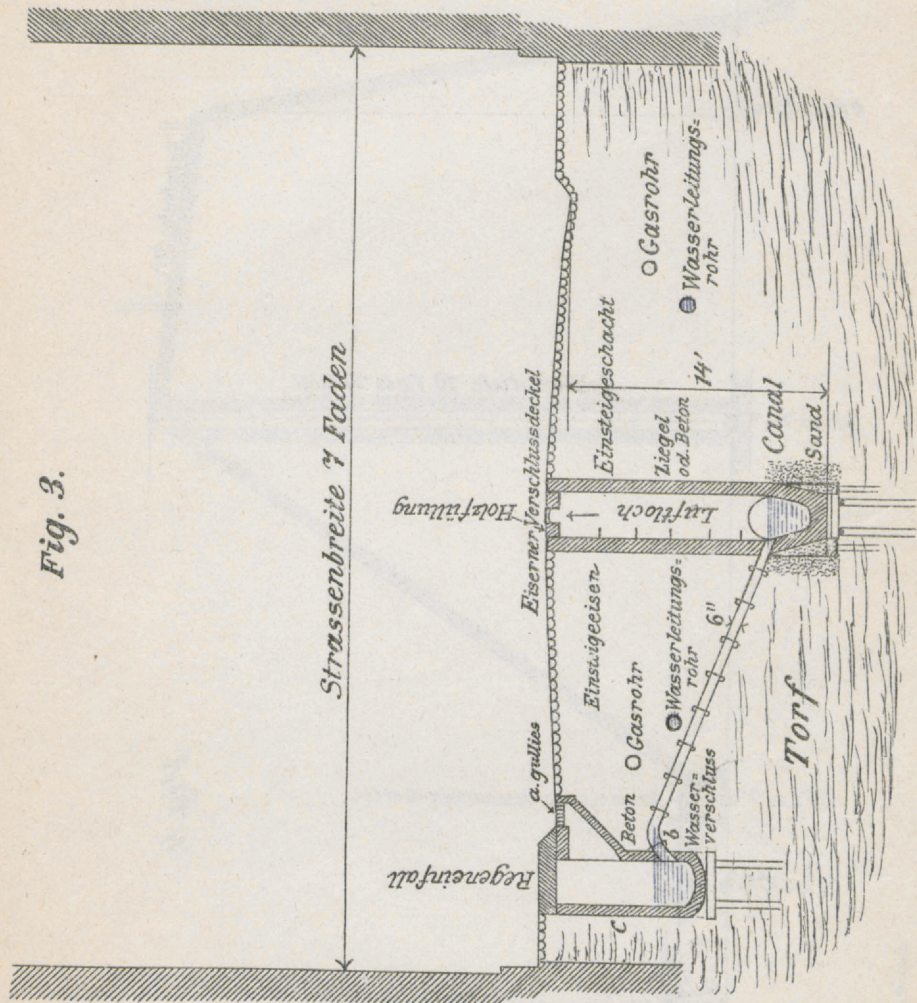 Fig. 3.
Strassenbreite 7 Faden
Regeneinfall
a. gullies
Holzfüllung
Eiserner Verschlussdeckel
Einsteigeschacht
Einsteigeeisen
Luftloch
Ziegel
od. Beton
14'
Gasrohr
Wasserleitungs=
rohr
Beton
Gasrohr
Wasserleitungs=
rohr
c
b
Wasser=
verschluss
6"
Canal
Sand
Torf